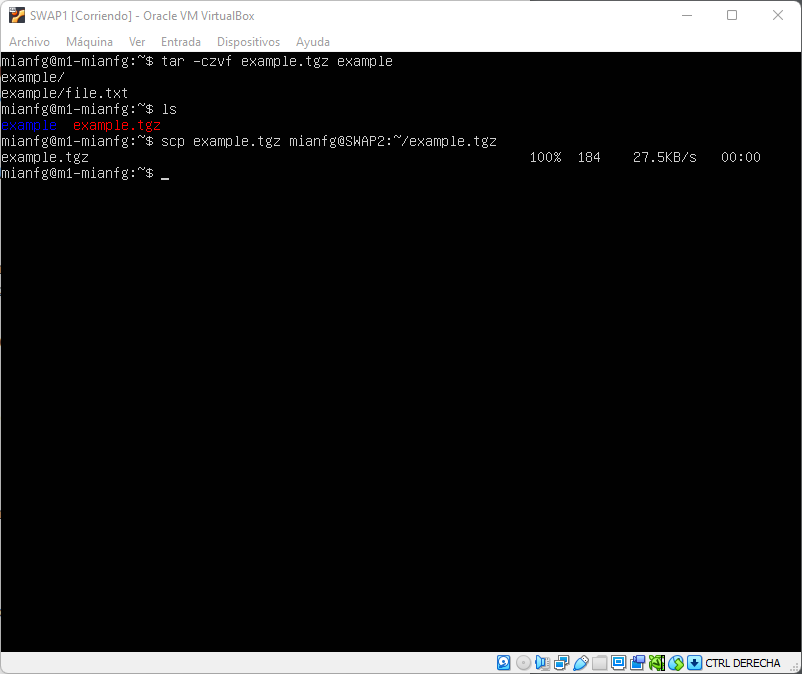 SWAP1 [Corriendo] - Oracle VM VirtualBox
Archivo Máquina Ver Entrada Dispositivos Ayuda
mianfg@m1-mianfg:~$ tar -czvf example.tgz example
example/
example/file.txt
mianfg@m1-mianfg:~$ ls
example example.tgz
mianfg@m1-mianfg:~$ scp example.tgz mianfg@SWAP2:~/example.tgz
example.tgz 100% 184 27.5KB/s 00:00
mianfg@m1-mianfg:~$ _
CTRL DERECHA